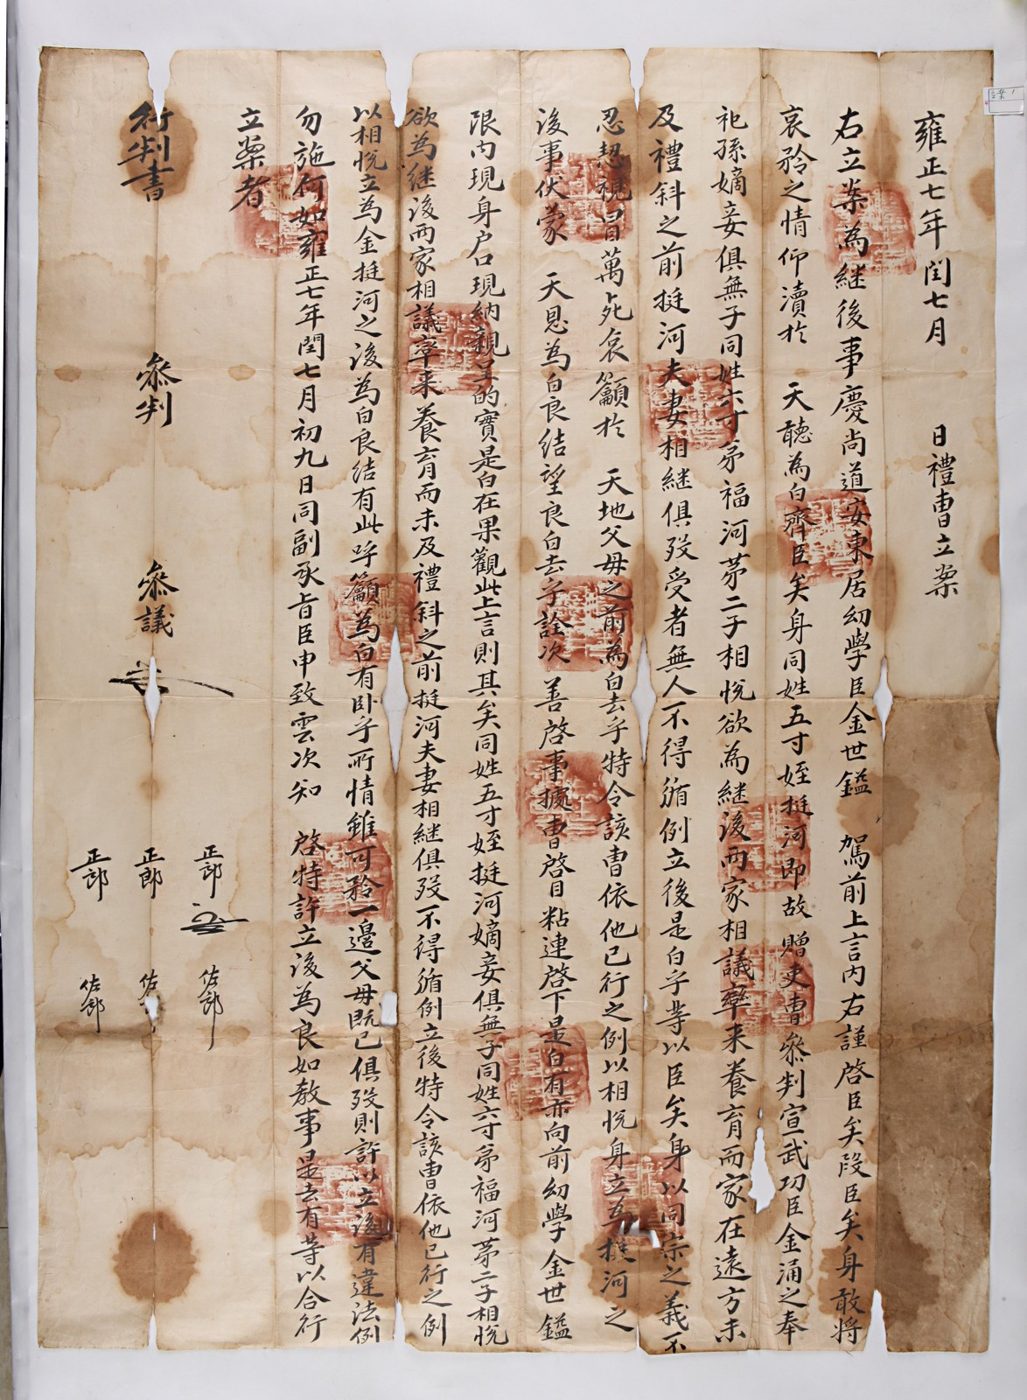 雍正七年閏七月 日禮曹立案
右立案爲継後事慶尚道安東居幼學臣金世鎰 駕前上言內右謹啓臣矣段臣矣身敢將
哀矜之情仰瀆於 天聽爲白齊臣矣身同姓五寸姪挺河即故 贈吏曹叅判宣武功臣金涌之奉
祀孫嫡妾俱無子同姓六寸弟福河苐二子相悅欲爲継後兩家相議率来養育而家在遠方未
及禮斜之前挺河夫妻相継俱歿受者無人不得循例立後是白乎等以臣矣身以同宗之義不
忍恝視冒萬死哀籲於 天地父母之前爲白去乎特令該曹依他已行之例以相悅身立爲挺河之
後事伏蒙 天恩爲白良結望良白去乎詮次 善啓事據曹啓目粘連啓下是白有亦向前幼學金世鎰
限內現身戶口現納親呈的實是白在果觀此上言則其矣同姓五寸姪挺河嫡妾俱無子同姓六寸弟福河苐二子相悅
欲爲継後兩家相議率来養育而未及禮斜之前挺河夫妻相継俱歿不得循例立後特令該曹依他已行之例
以相悅立爲金挺河之後爲白良結有此呼籲爲白有臥乎所情雖可矜一邊父母既已俱歿則許以立後有違法例
勿施何如雍正七年閏七月初九日同副承旨臣申致雲次知 啓特許立後爲良如敎事是去有等以合行
立案者
行判書 叅判 叅議 正郎 佐郎
正郎 佐郎
正郎 佐郎